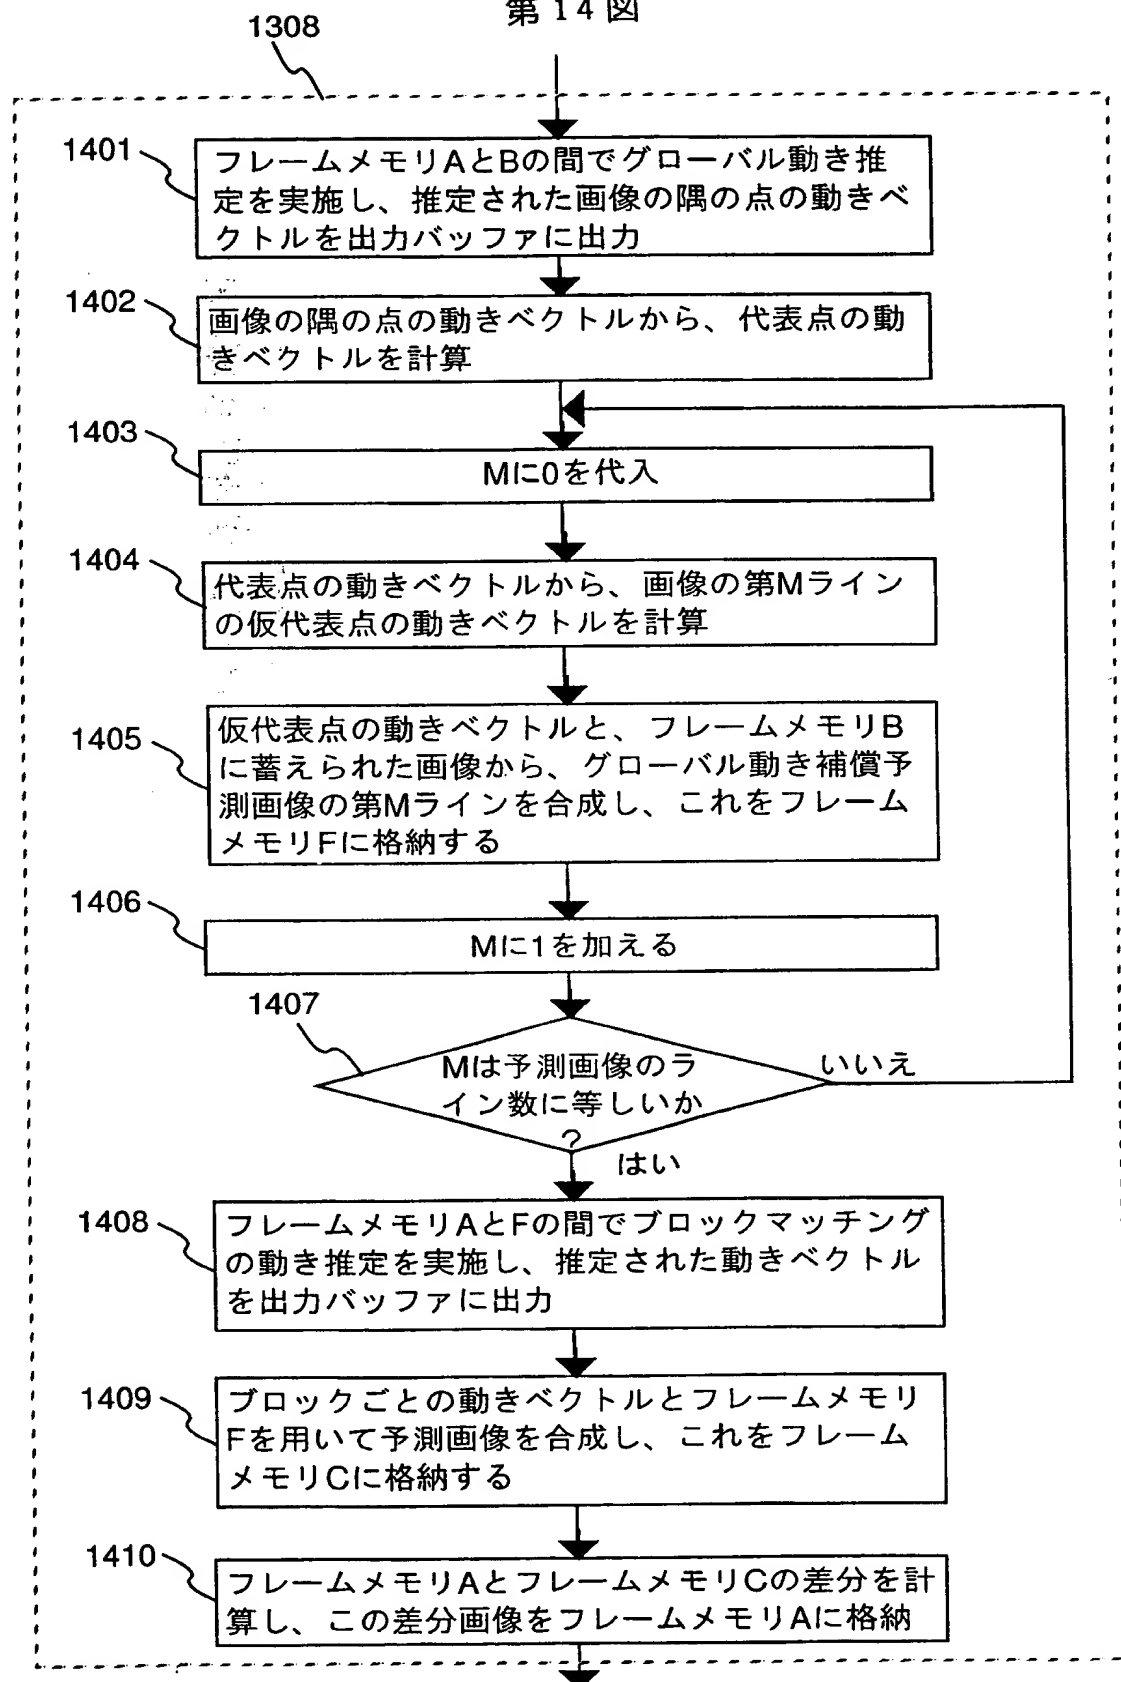 第14図
1308
1401
フレームメモリAとBの間でグローバル動き推
定を実施し、推定された画像の隅の点の動きベ
クトルを出力バッファに出力
1402
画像の隅の点の動きベクトルから、代表点の動
きベクトルを計算
1403
Mに0を代入
1404
代表点の動きベクトルから、画像の第Mライン
の仮代表点の動きベクトルを計算
1405
仮代表点の動きベクトルと、フレームメモリB
に蓄えられた画像から、グローバル動き補償予
測画像の第Mラインを合成し、これをフレーム
メモリFに格納する
1406
Mに1を加える
1407
Mは予測画像のラ
イン数に等しいか
?
いいえ
はい
1408
フレームメモリAとFの間でブロックマッチング
の動き推定を実施し、推定された動きベクトル
を出力バッファに出力
1409
ブロックごとの動きベクトルとフレームメモリ
Fを用いて予測画像を合成し、これをフレーム
メモリCに格納する
1410
フレームメモリAとフレームメモリCの差分を計
算し、この差分画像をフレームメモリAに格納